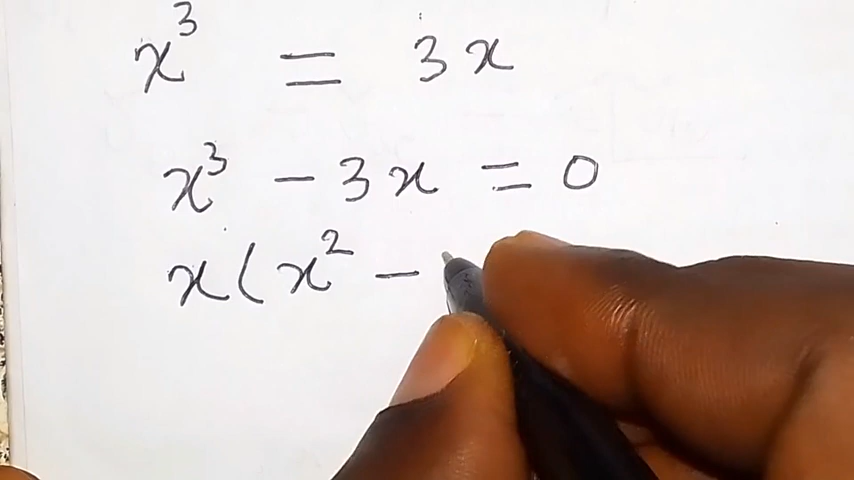 x³ = 3x
x³ - 3x = 0
x(x² -